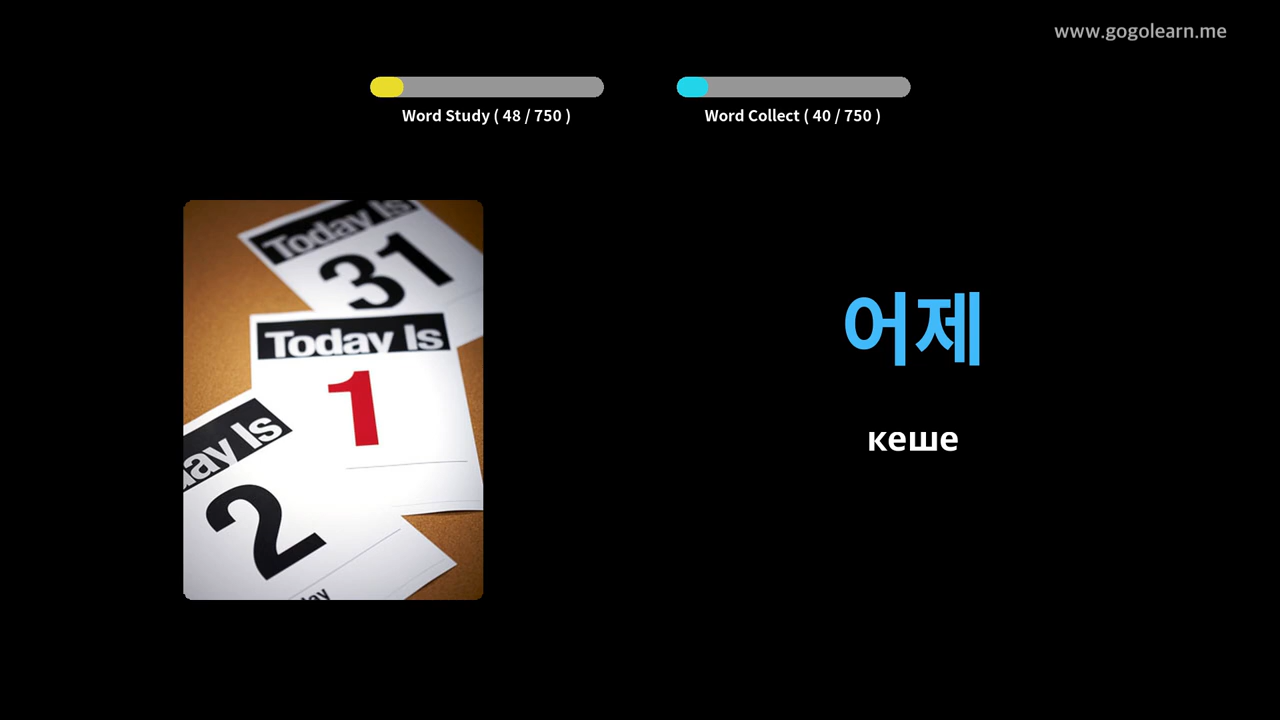 www.gogolearn.me
Word Study ( 48 / 750 )
Word Collect ( 40 / 750 )
Today Is
31
Today Is
1
ay Is
2
어제
кеше